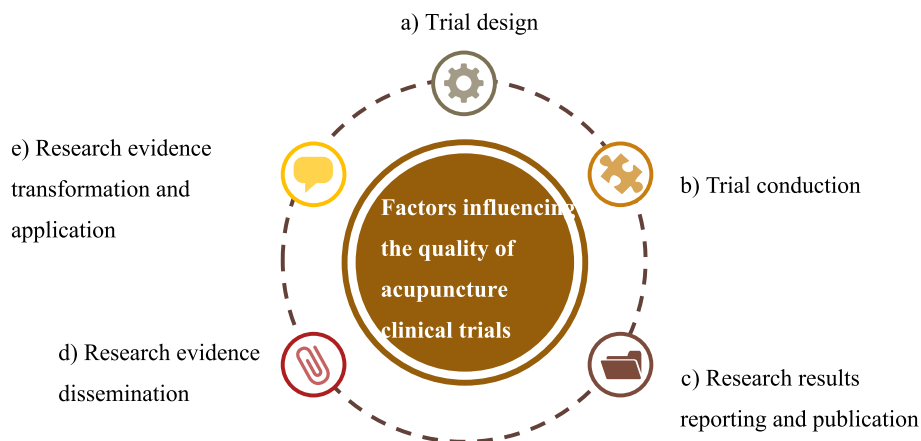 a) Trial design
b) Trial conduction
c) Research results
reporting and publication
d) Research evidence
dissemination
e) Research evidence
transformation and
application
Factors influencing
the quality of
acupuncture
clinical trials